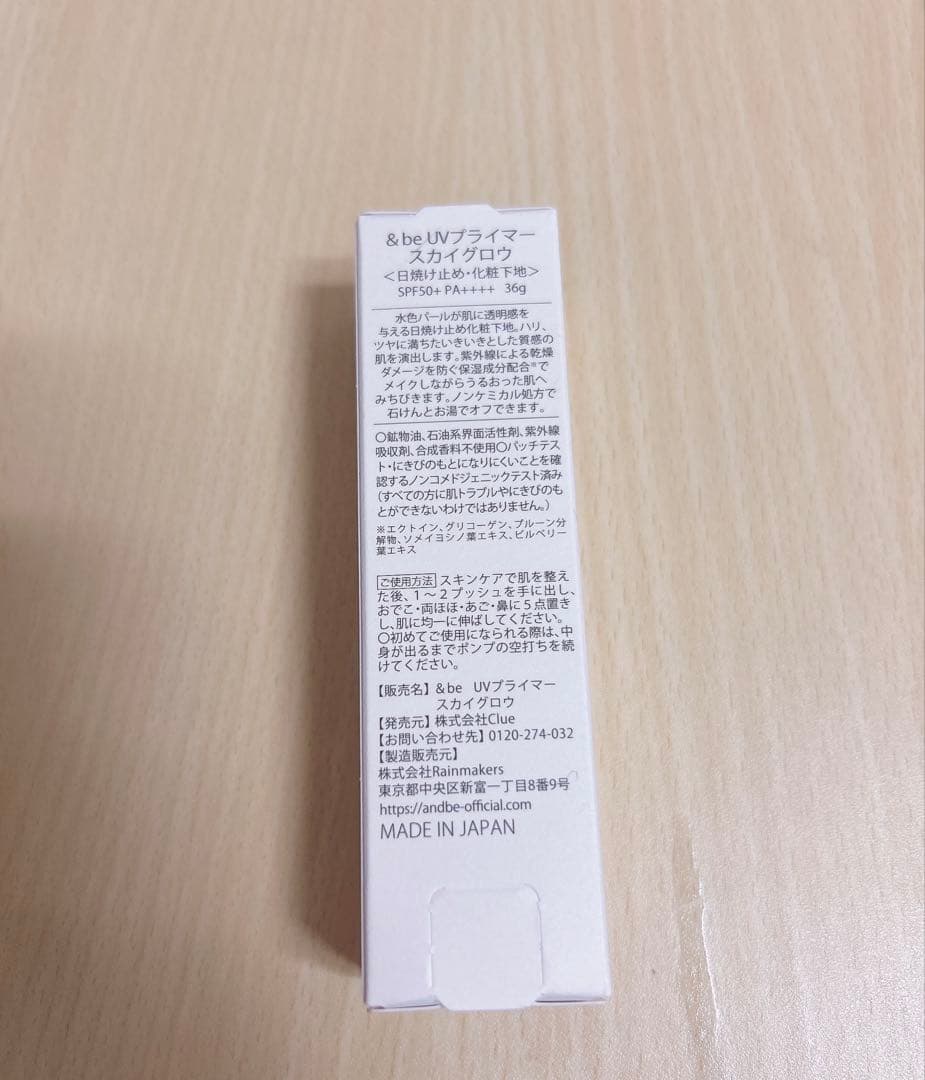 &be UVプライマー
スカイグロウ
＜日焼け止め・化粧下地＞
SPF50+ PA++++ 36g
水色パールが肌に透明感を
与える日焼け止め化粧下地。ハリ、
ツヤに満ちたいきいきとした質感の
肌を演出します。紫外線による乾燥
ダメージを防ぐ保湿成分配合※で
メイクしながらうるおった肌へ
みちびきます。ノンケミカル処方で
石けんとお湯でオフできます。
○鉱物油、石油系界面活性剤、紫外線
吸収剤、合成香料不使用○パッチテス
ト・にきびのもとになりにくいことを確
認するノンコメドジェニックテスト済み
（すべての方に肌トラブルやにきびのも
とができないわけではありません。）
※エクトイン、グリコーゲン、プルーン分
解物、ソメイヨシノ葉エキス、ビルベリー
葉エキス
ご使用方法 スキンケアで肌を整え
た後、1～2プッシュを手に出し、
おでこ・両ほほ・あご・鼻に5点置き
し、肌に均一に伸ばしてください。
○初めてご使用になられる際は、中
身が出るまでポンプの空打ちを続
けてください。
【販売名】&be UVプライマー
スカイグロウ
【発売元】株式会社Clue
【お問い合わせ先】0120-274-032
【製造販売元】
株式会社Rainmakers
東京都中央区新富一丁目8番9号
https://andbe-official.com
MADE IN JAPAN